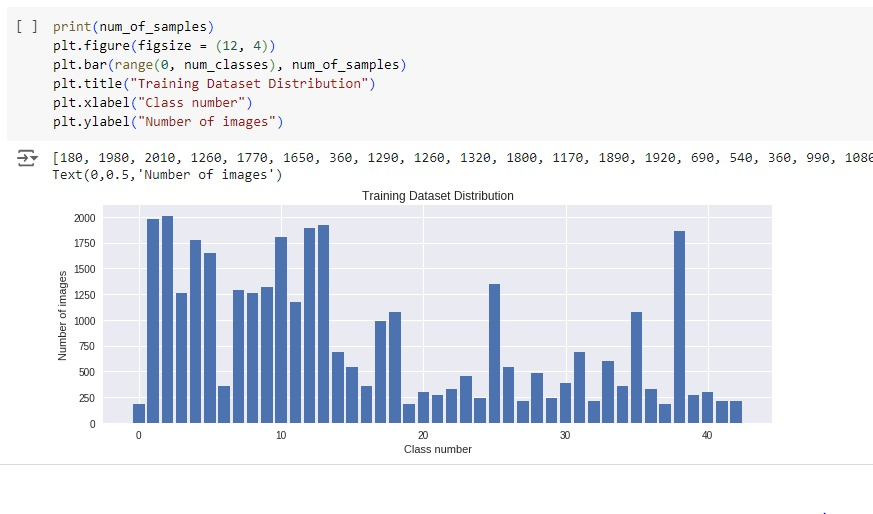 [ ] print(num_of_samples)
plt.figure(figsize = (12, 4))
plt.bar(range(0, num_classes), num_of_samples)
plt.title("Training Dataset Distribution")
plt.xlabel("Class number")
plt.ylabel("Number of images")
[180, 1980, 2010, 1260, 1770, 1650, 360, 1290, 1260, 1320, 1800, 1170, 1890, 1920, 690, 540, 360, 990, 1080
Text(0,0.5,'Number of images')
Training Dataset Distribution
2000
1750
1500
1250
1000
750
500
250
0
Number of images
0 10 20 30 40
Class number